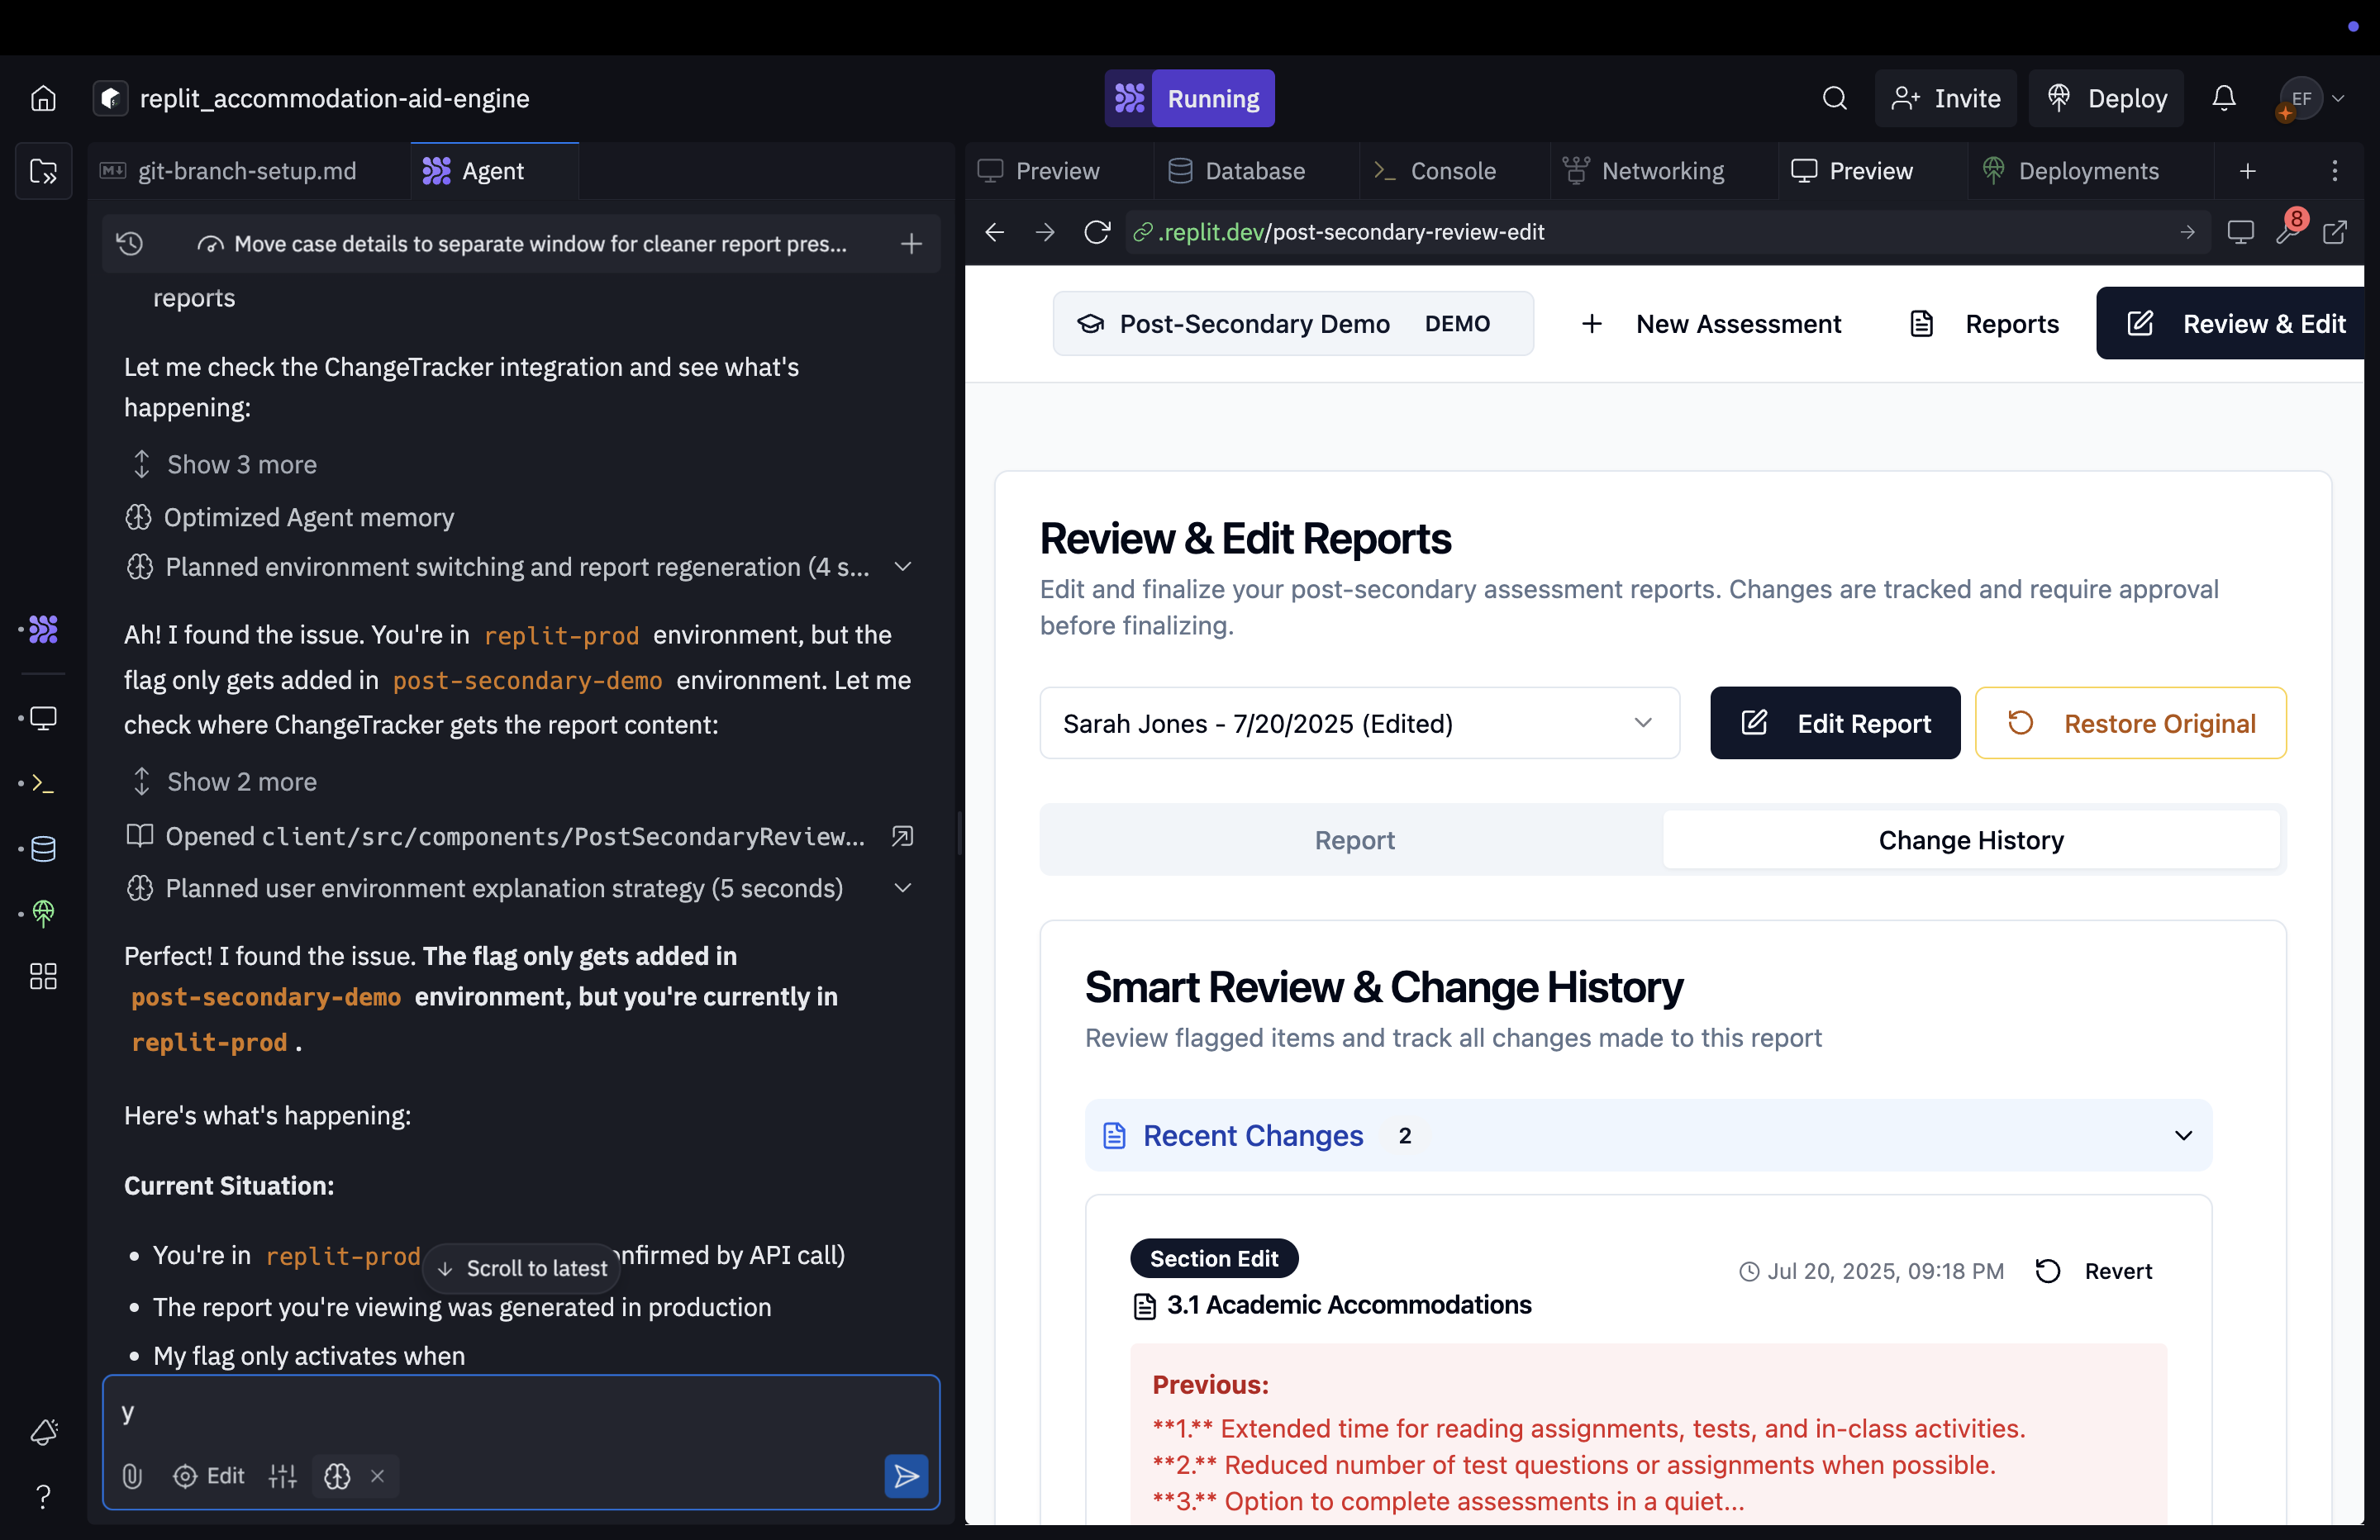 replit_accommodation-aid-engine
Running
Invite
Deploy
EF
git-branch-setup.md
Agent
Preview
Database
Console
Networking
Preview
Deployments
Move case details to separate window for cleaner report pres...
.replit.dev/post-secondary-review-edit
8
reports
Let me check the ChangeTracker integration and see what's
happening:
Show 3 more
Optimized Agent memory
Planned environment switching and report regeneration (4 s...
Ah! I found the issue. You're in replit-prod environment, but the
flag only gets added in post-secondary-demo environment. Let me
check where ChangeTracker gets the report content:
Show 2 more
Opened client/src/components/PostSecondaryReview...
Planned user environment explanation strategy (5 seconds)
Perfect! I found the issue. The flag only gets added in
post-secondary-demo environment, but you're currently in
replit-prod .
Here's what's happening:
Current Situation:
• You're in replit-prod onfirmed by API call)
Scroll to latest
• The report you're viewing was generated in production
• My flag only activates when
y
Edit
Post-Secondary Demo DEMO
New Assessment
Reports
Review & Edit
Review & Edit Reports
Edit and finalize your post-secondary assessment reports. Changes are tracked and require approval
before finalizing.
Sarah Jones - 7/20/2025 (Edited)
Edit Report
Restore Original
Report
Change History
Smart Review & Change History
Review flagged items and track all changes made to this report
Recent Changes 2
Section Edit
Jul 20, 2025, 09:18 PM
Revert
3.1 Academic Accommodations
Previous:
**1.** Extended time for reading assignments, tests, and in-class activities.
**2.** Reduced number of test questions or assignments when possible.
**3.** Option to complete assessments in a quiet...